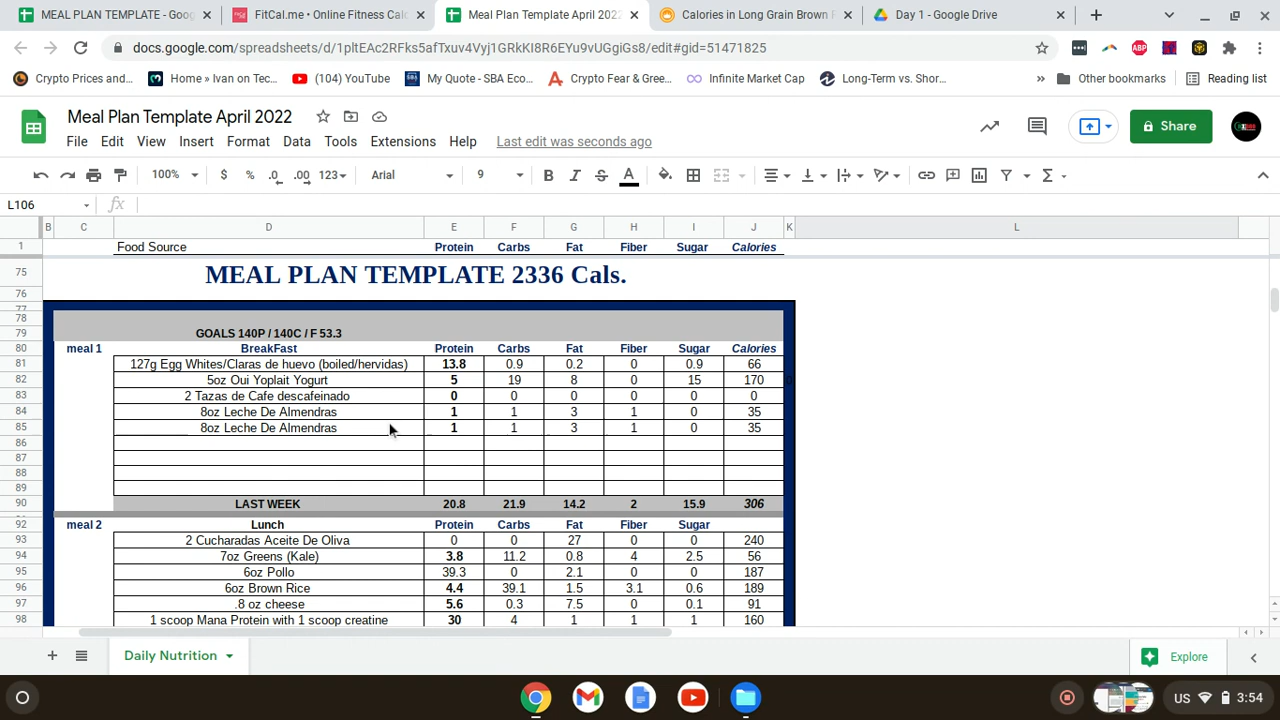 MEAL PLAN TEMPLATE - Goo
FitCal.me • Online Fitness Calc
Meal Plan Template April 2022
Calories in Long Grain Brown R
Day 1 - Google Drive
docs.google.com/spreadsheets/d/1pltEAc2RFks5afTxuv4Vyj1GRkKI8R6EYu9vUGgiGs8/edit#gid=51471825
ABP
Crypto Prices and...
Home » Ivan on Tec...
(104) YouTube
My Quote - SBA Eco...
Crypto Fear & Gree...
Infinite Market Cap
Long-Term vs. Shor...
»
Other bookmarks
Reading list
Meal Plan Template April 2022
File Edit View Insert Format Data Tools Extensions Help Last edit was seconds ago
Share
100% $ % .0 .00 123 Arial 9 B I S A Σ
L106 fx
B C D E F G H I J K L
1 Food Source Protein Carbs Fat Fiber Sugar Calories
75 MEAL PLAN TEMPLATE 2336 Cals.
76
77
78
79 GOALS 140P / 140C / F 53.3
80 meal 1 BreakFast Protein Carbs Fat Fiber Sugar Calories
81 127g Egg Whites/Claras de huevo (boiled/hervidas) 13.8 0.9 0.2 0 0.9 66
82 5oz Oui Yoplait Yogurt 5 19 8 0 15 170 0
83 2 Tazas de Cafe descafeinado 0 0 0 0 0 0
84 8oz Leche De Almendras 1 1 3 1 0 35
85 8oz Leche De Almendras 1 1 3 1 0 35
86
87
88
89
90 LAST WEEK 20.8 21.9 14.2 2 15.9 306
92 meal 2 Lunch Protein Carbs Fat Fiber Sugar
93 2 Cucharadas Aceite De Oliva 0 0 27 0 0 240
94 7oz Greens (Kale) 3.8 11.2 0.8 4 2.5 56
95 6oz Pollo 39.3 0 2.1 0 0 187
96 6oz Brown Rice 4.4 39.1 1.5 3.1 0.6 189
97 .8 oz cheese 5.6 0.3 7.5 0 0.1 91
98 1 scoop Mana Protein with 1 scoop creatine 30 4 1 1 1 160
Daily Nutrition
Explore
US 3:54